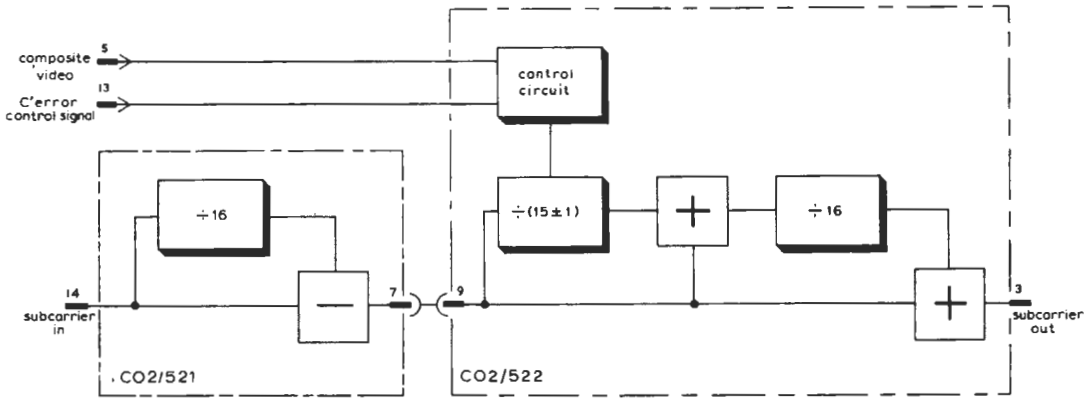 5
composite
video
13
C'error
control signal
control
circuit
÷16
÷(15±1)
+
÷16
14
subcarrier
in
−
7
9
+
3
subcarrier
out
CO2/521
CO2/522